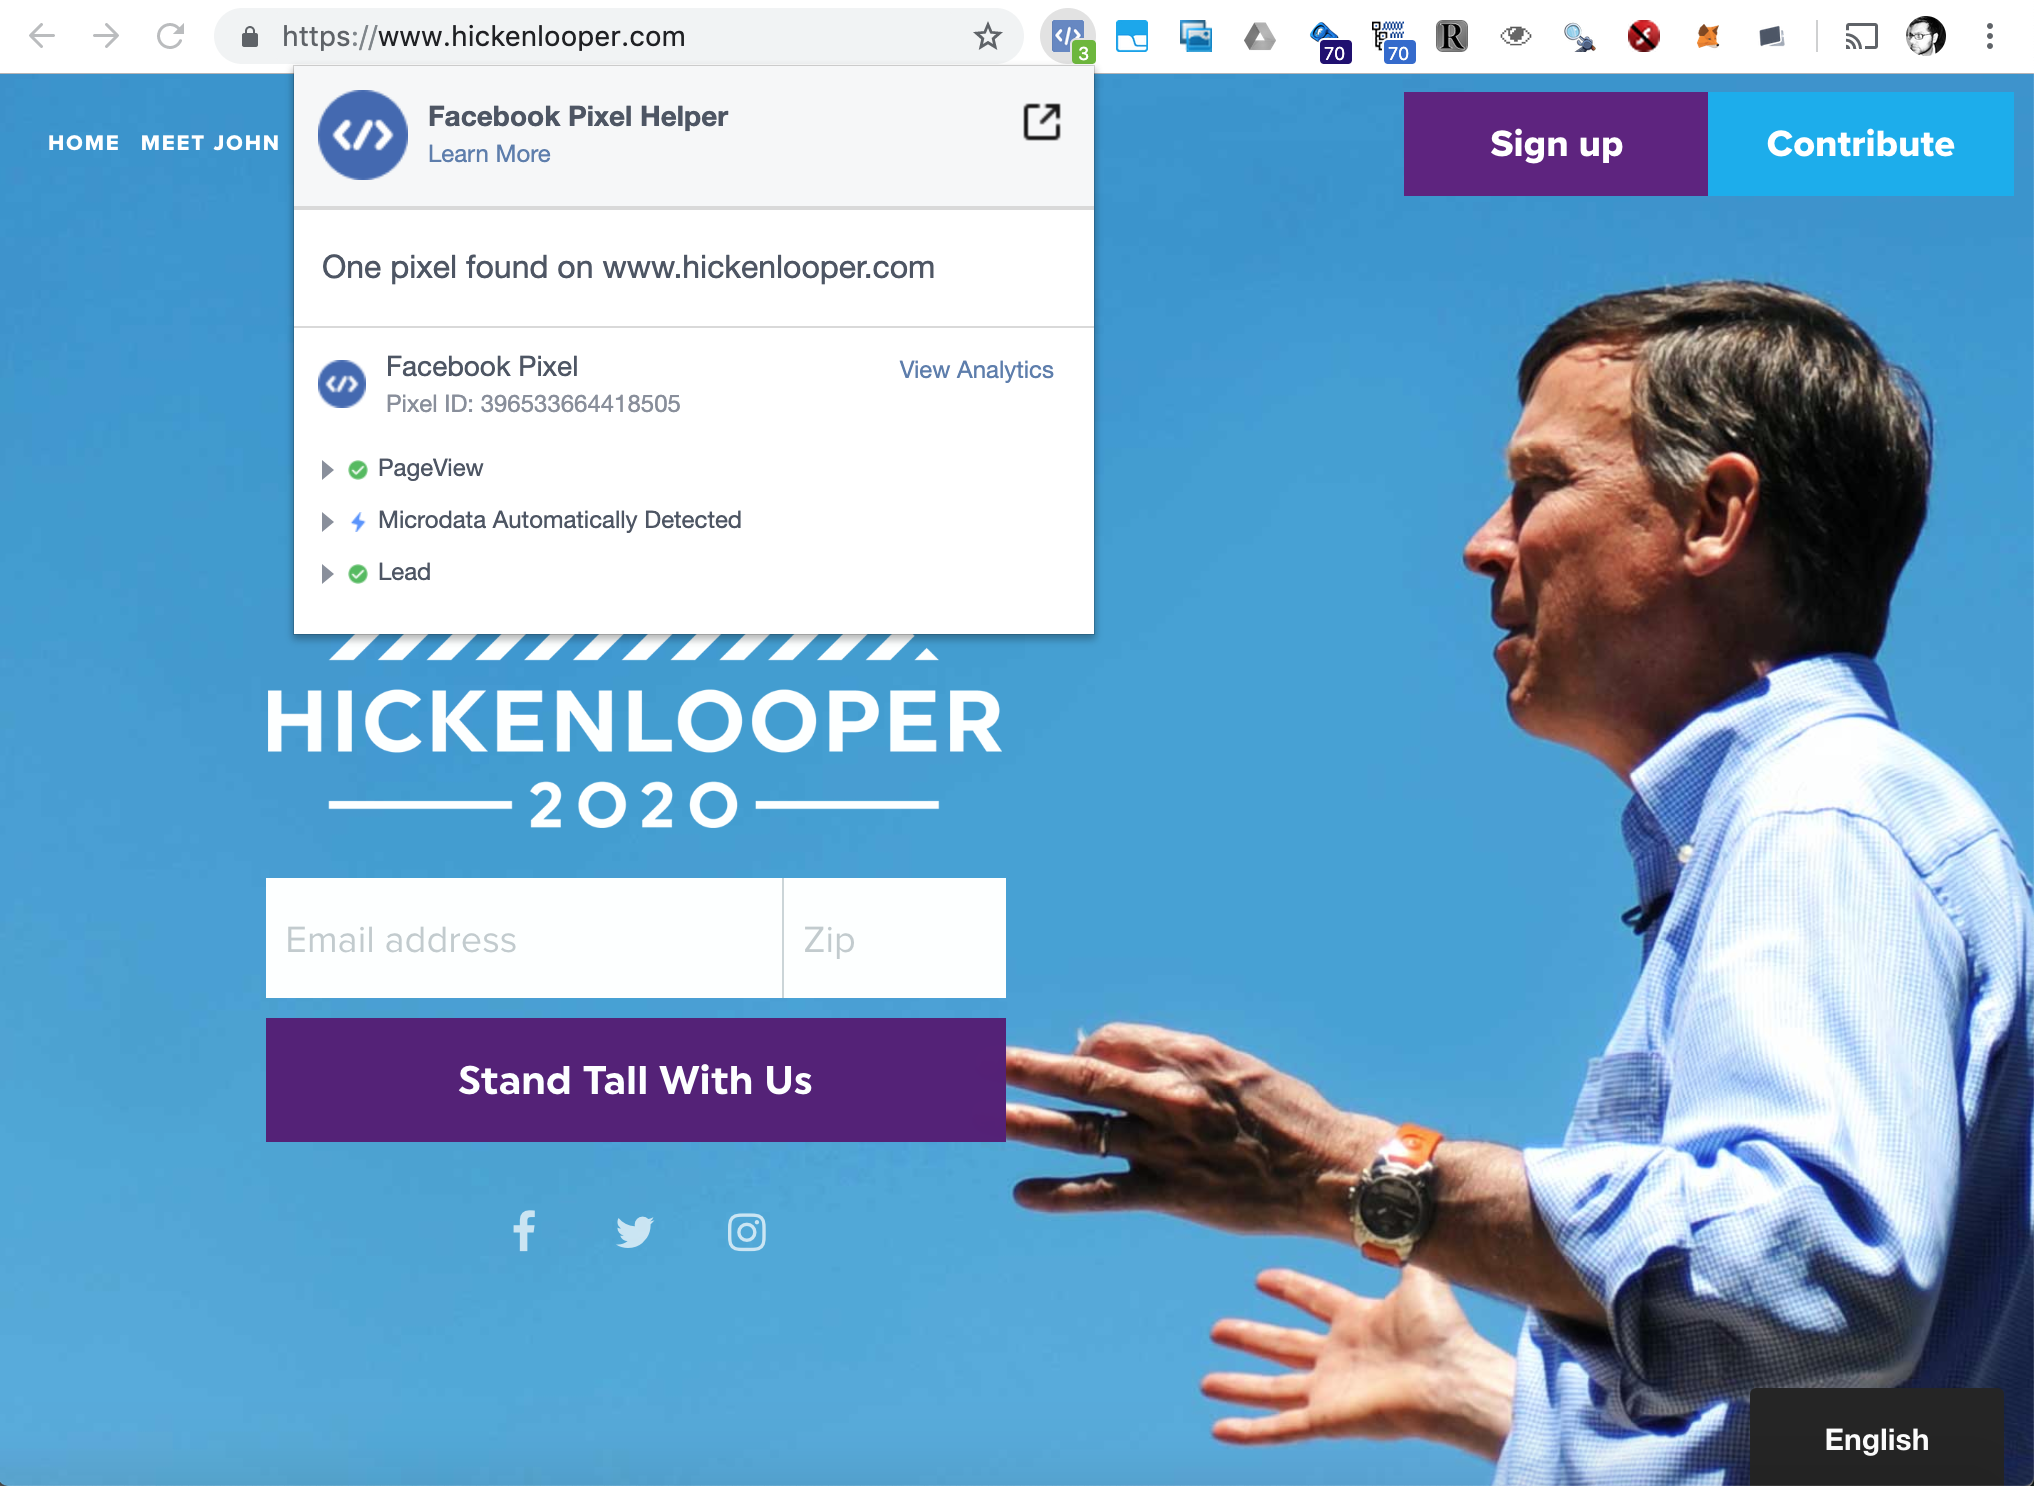 https://www.hickenlooper.com
3
70
70
R
HOME MEET JOHN
Facebook Pixel Helper
Learn More
Sign up
Contribute
One pixel found on www.hickenlooper.com
Facebook Pixel
View Analytics
Pixel ID: 396533664418505
PageView
Microdata Automatically Detected
Lead
HICKENLOOPER
2020
Email address
Zip
Stand Tall With Us
English